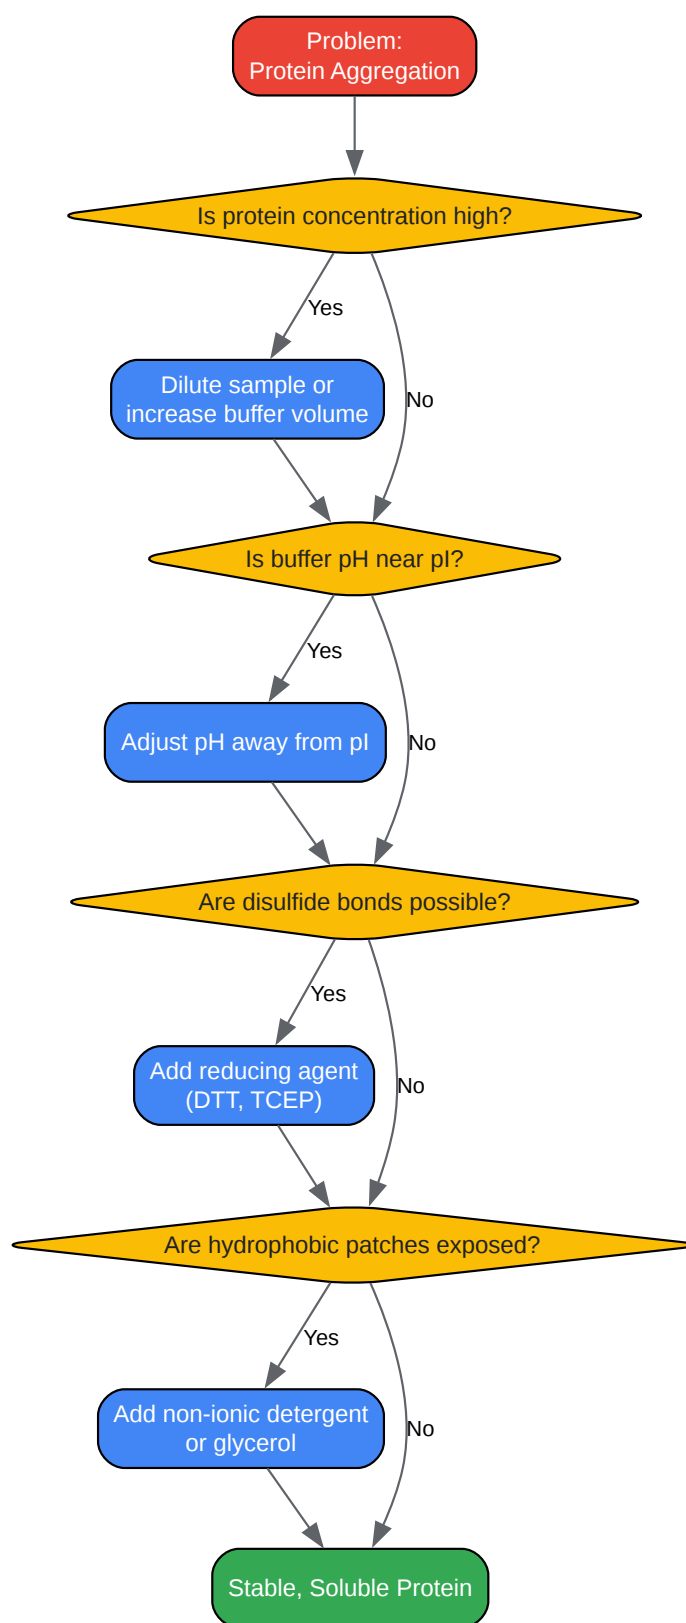 Problem:
Protein Aggregation
Is protein concentration high?
Yes
Dilute sample or
increase buffer volume
No
Is buffer pH near pI?
Yes
Adjust pH away from pI
No
Are disulfide bonds possible?
Yes
Add reducing agent
(DTT, TCEP)
No
Are hydrophobic patches exposed?
Yes
Add non-ionic detergent
or glycerol
No
Stable, Soluble Protein